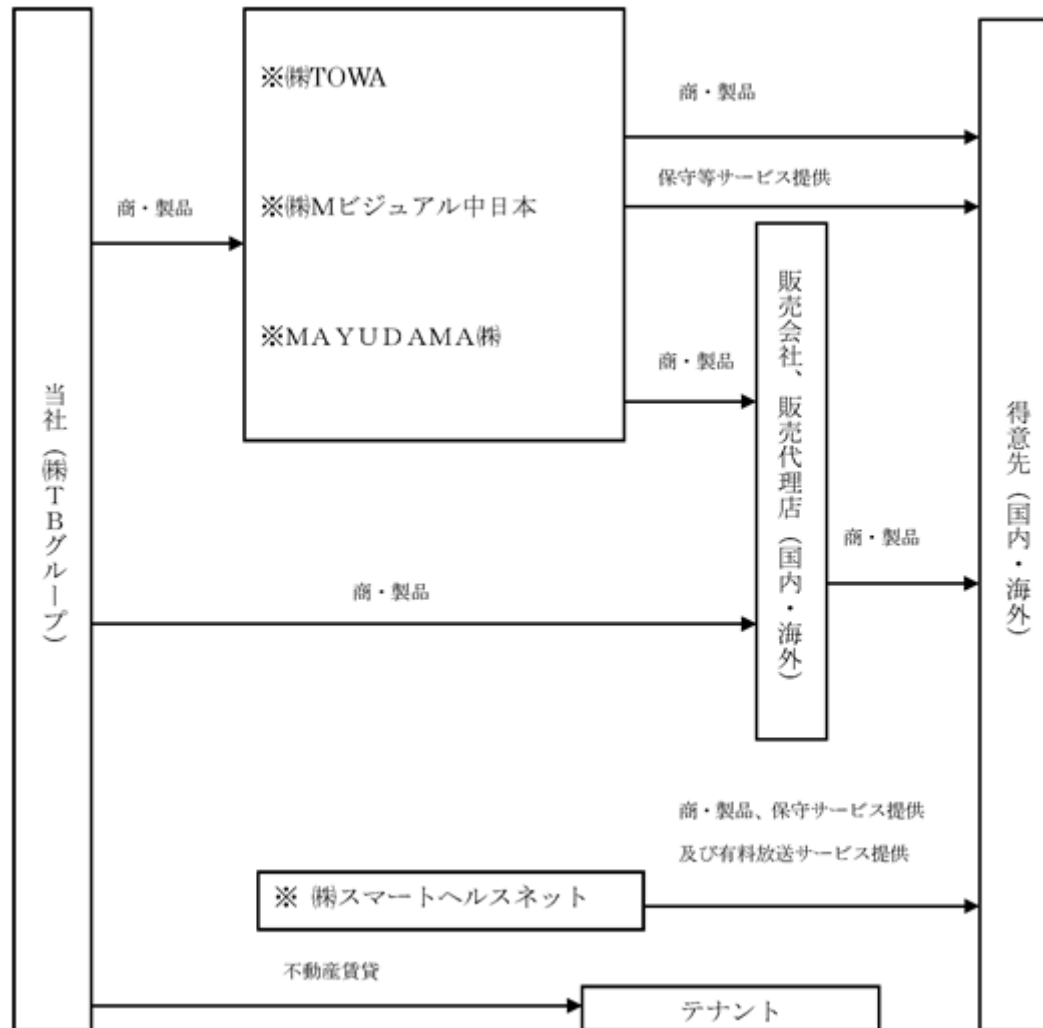 ※㈱TOWA
商・製品
保守等サービス提供
商・製品
※㈱Mビジュアル中日本
※MAYUDAMA㈱
商・製品
当社（㈱TBグループ）
販売会社、販売代理店（国内・海外）
得意先（国内・海外）
商・製品
商・製品
商・製品、保守サービス提供
及び有料放送サービス提供
※ ㈱スマートヘルスネット
不動産賃貸
テナント